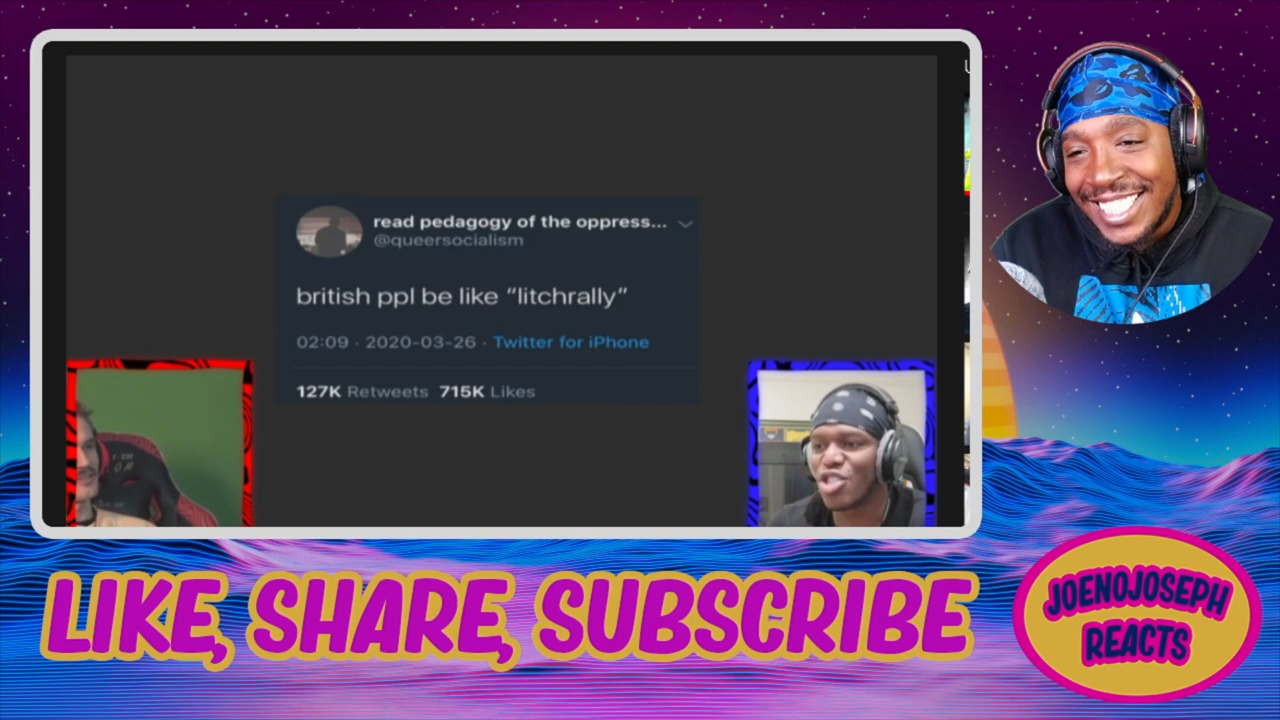 read pedagogy of the oppress...
@queersocialism
british ppl be like “litchrally”
02:09 · 2020-03-26 · Twitter for iPhone
127K Retweets 715K Likes
LIKE, SHARE, SUBSCRIBE
JOENOJOSEPH
REACTS